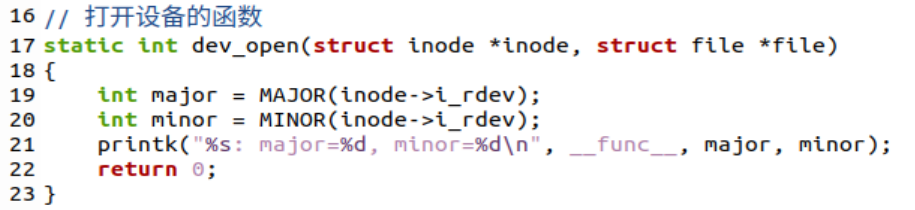 16 // 打开设备的函数
17 static int dev_open(struct inode *inode, struct file *file)
18 {
19     int major = MAJOR(inode->i_rdev);
20     int minor = MINOR(inode->i_rdev);
21     printk("%s: major=%d, minor=%d\n", __func__, major, minor);
22     return 0;
23 }